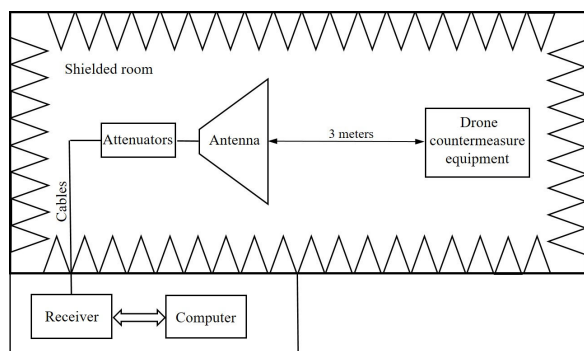 Shielded room
Attenuators
Antenna
3 meters
Drone
countermeasure
equipment
Cables
Receiver
Computer